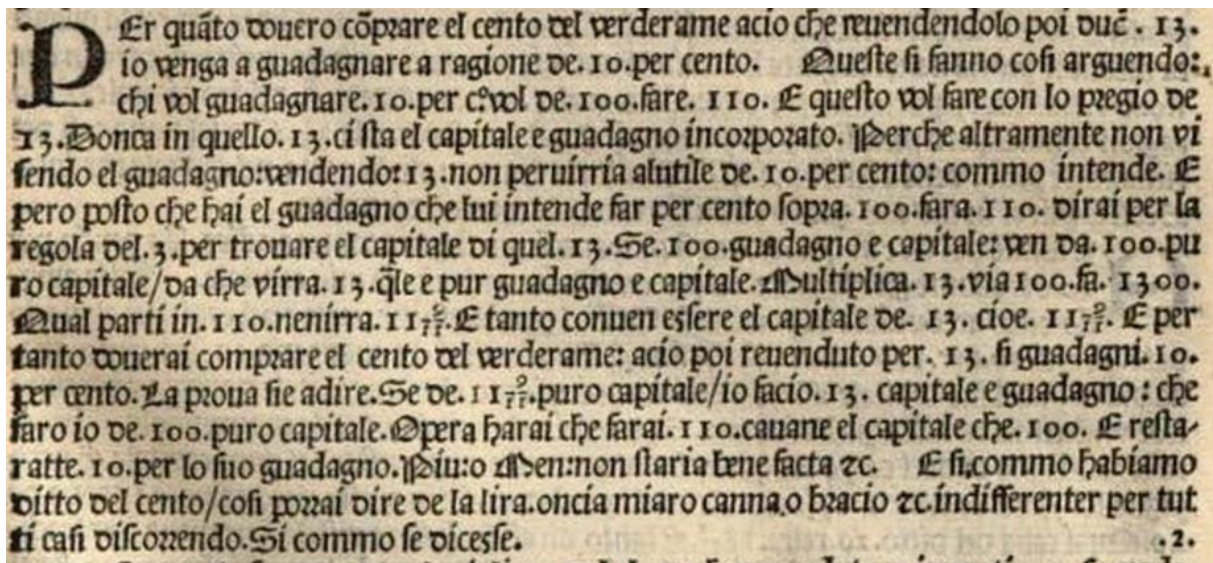 PEr quãto douero cõprare el cento del verderame acio che reuendendolo poi duc̃. 13.
io venga a guadagnare a ragione de.10.per cento. Queste si fanno cosi arguendo:
chi vol guadagnare.10.per cº.vol de.100.fare. 110. E questo vol fare con lo pregio de
13.Donca in quello. 13.ci sta el capitale e guadagno incorporato. Perche altramente non vi
sendo el guadagno:vendendo:13.non peruirria alutile de.10.per cento: commo intende. E
pero posto che hai el guadagno che lui intende far per cento sopra.100.fara.110. dirai per la
regola del.3.per trouare el capitale di quel.13.Se.100.guadagno e capitale:ven da.100.pu
ro capitale/da che virra.13.q̃le e pur guadagno e capitale.Multiplica.13.via 100.fa.1300.
Qual parti in.110.nenirra.11 9/11.E tanto conuen essere el capitale de. 13. cioe. 11 9/11. E per
tanto douerai comprare el cento del verderame: acio poi reuenduto per. 13. si guadagni.10.
per cento.La proua sie adire.Se de. 11 9/11.puro capitale/io facio.13. capitale e guadagno : che
faro io de.100.puro capitale.Opera harai che farai.110.cauane el capitale che.100. E resta-
ratte.10.per lo suo guadagno.Piu:o Men:non staria bene facta ⁊c. E si.commo habiamo
ditto del cento/cosi porrai dire de la lira.oncia miaro canna.o bracio ⁊c.indifferenter per tut
ti casi discorrendo.Si commo se dicesse. .2.